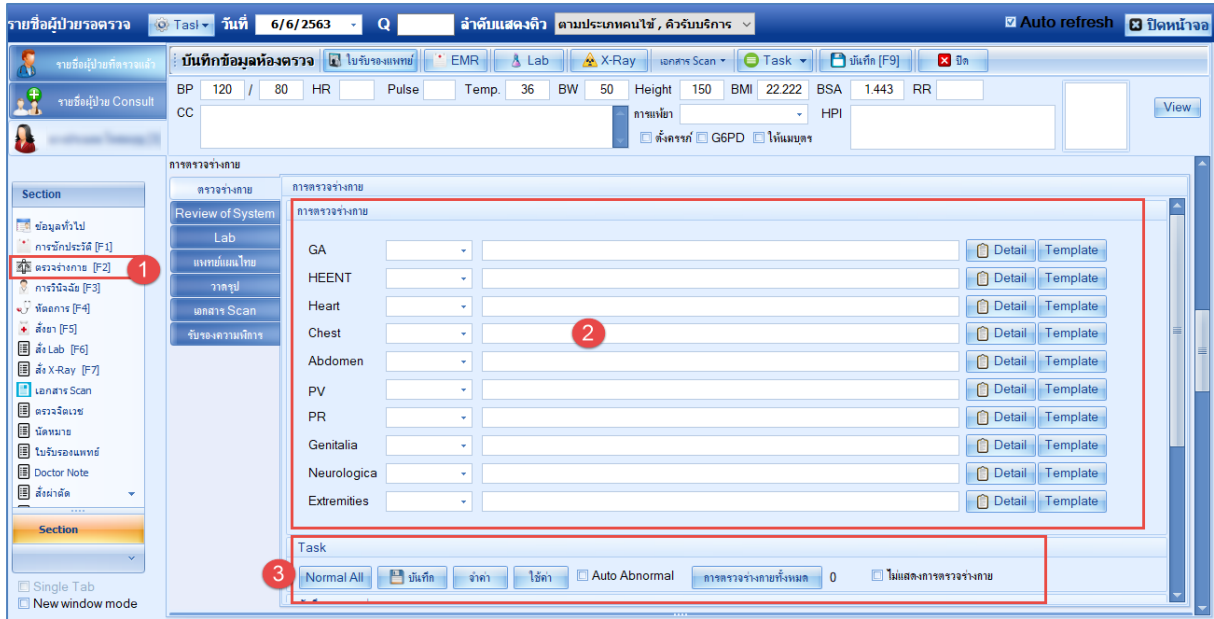 รายชื่อผู้ป่วยรอตรวจ Task วันที่ 6/6/2563 Q ลำดับแสดงคิว ตามประเภทคนไข้ , คิวรับบริการ Auto refresh ปิดหน้าจอ
รายชื่อผู้ป่วยที่ตรวจแล้ว
รายชื่อผู้ป่วย Consult
บันทึกข้อมูลห้องตรวจ ใบรับรองแพทย์ EMR Lab X-Ray เอกสาร Scan Task บันทึก [F9] ปิด
BP 120 / 80 HR Pulse Temp. 36 BW 50 Height 150 BMI 22.222 BSA 1.443 RR
CC การแพ้ยา HPI View
ตั้งครรภ์ G6PD ให้นมบุตร
Section
ข้อมูลทั่วไป
การซักประวัติ [F1]
ตรวจร่างกาย [F2] 1
การวินิจฉัย [F3]
หัตถการ [F4]
สั่งยา [F5]
สั่ง Lab [F6]
สั่ง X-Ray [F7]
เอกสาร Scan
ตรวจจิตเวช
นัดหมาย
ใบรับรองแพทย์
Doctor Note
สั่งผ่าตัด
Section
Single Tab
New window mode
การตรวจร่างกาย
ตรวจร่างกาย
Review of System
Lab
แพทย์แผนไทย
วาดรูป
เอกสาร Scan
รับรองความพิการ
การตรวจร่างกาย
การตรวจร่างกาย
GA Detail Template
HEENT Detail Template
Heart Detail Template
Chest 2 Detail Template
Abdomen Detail Template
PV Detail Template
PR Detail Template
Genitalia Detail Template
Neurologica Detail Template
Extremities Detail Template
Task
3 Normal All บันทึก จำค่า ใช้ค่า Auto Abnormal การตรวจร่างกายทั้งหมด 0 ไม่แสดงการตรวจร่างกาย